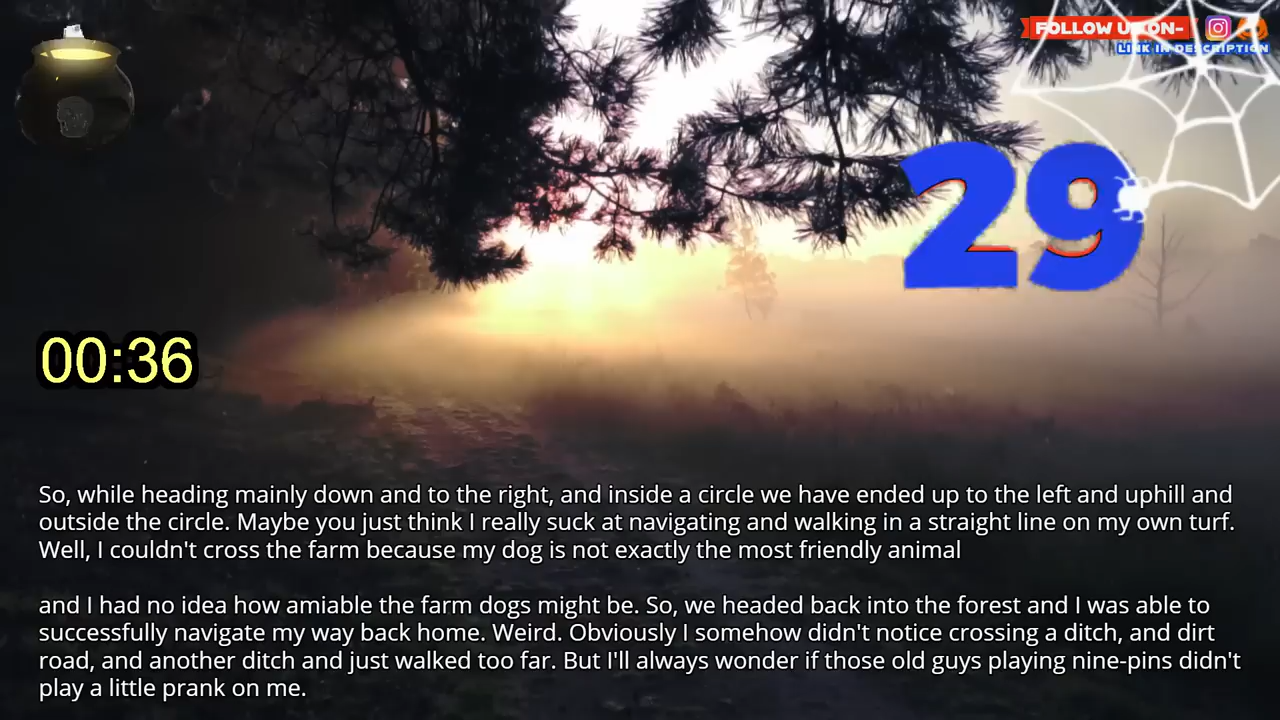 FOLLOW US ON-
LINK IN DESCRIPTION
29
00:36
So, while heading mainly down and to the right, and inside a circle we have ended up to the left and uphill and
outside the circle. Maybe you just think I really suck at navigating and walking in a straight line on my own turf.
Well, I couldn't cross the farm because my dog is not exactly the most friendly animal
and I had no idea how amiable the farm dogs might be. So, we headed back into the forest and I was able to
successfully navigate my way back home. Weird. Obviously I somehow didn't notice crossing a ditch, and dirt
road, and another ditch and just walked too far. But I'll always wonder if those old guys playing nine-pins didn't
play a little prank on me.